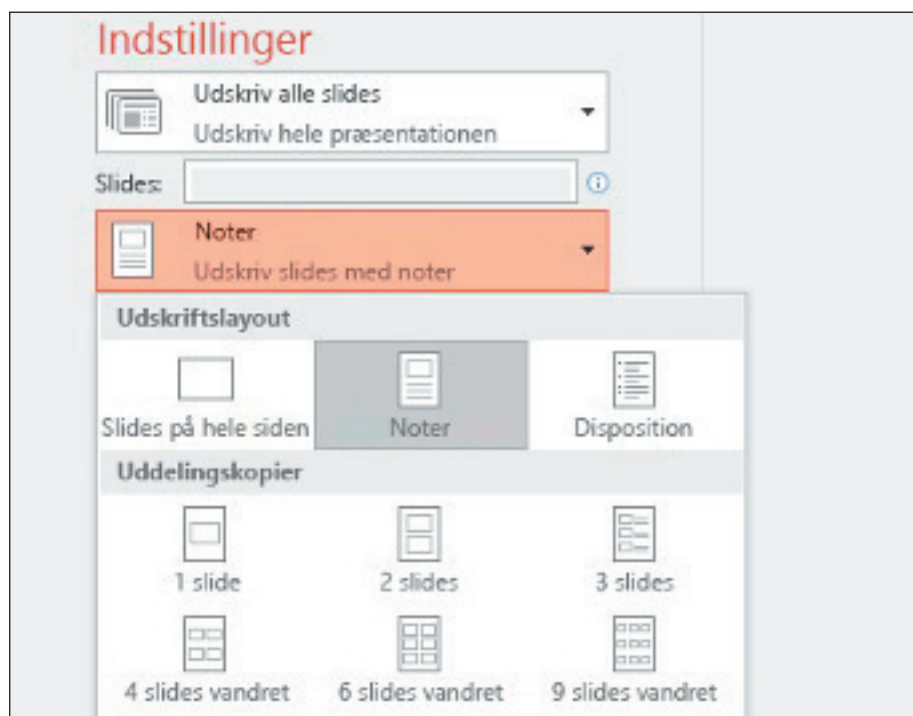 Indstillinger
Udskriv alle slides
Udskriv hele præsentationen
Slides:
Noter
Udskriv slides med noter
Udskriftslayout
Slides på hele siden
Noter
Disposition
Uddelingskopier
1 slide
2 slides
3 slides
4 slides vandret
6 slides vandret
9 slides vandret